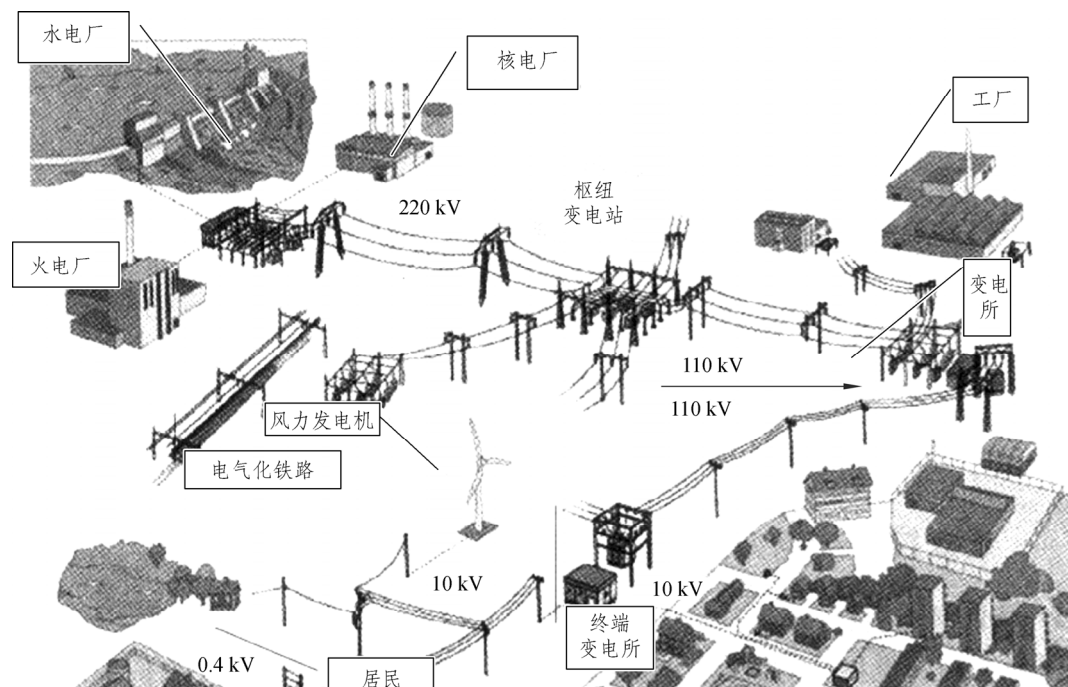 水电厂
核电厂
工厂
枢纽
变电站
220 kV
火电厂
变电
所
110 kV
110 kV
风力发电机
电气化铁路
10 kV
10 kV
终端
变电所
0.4 kV
居民